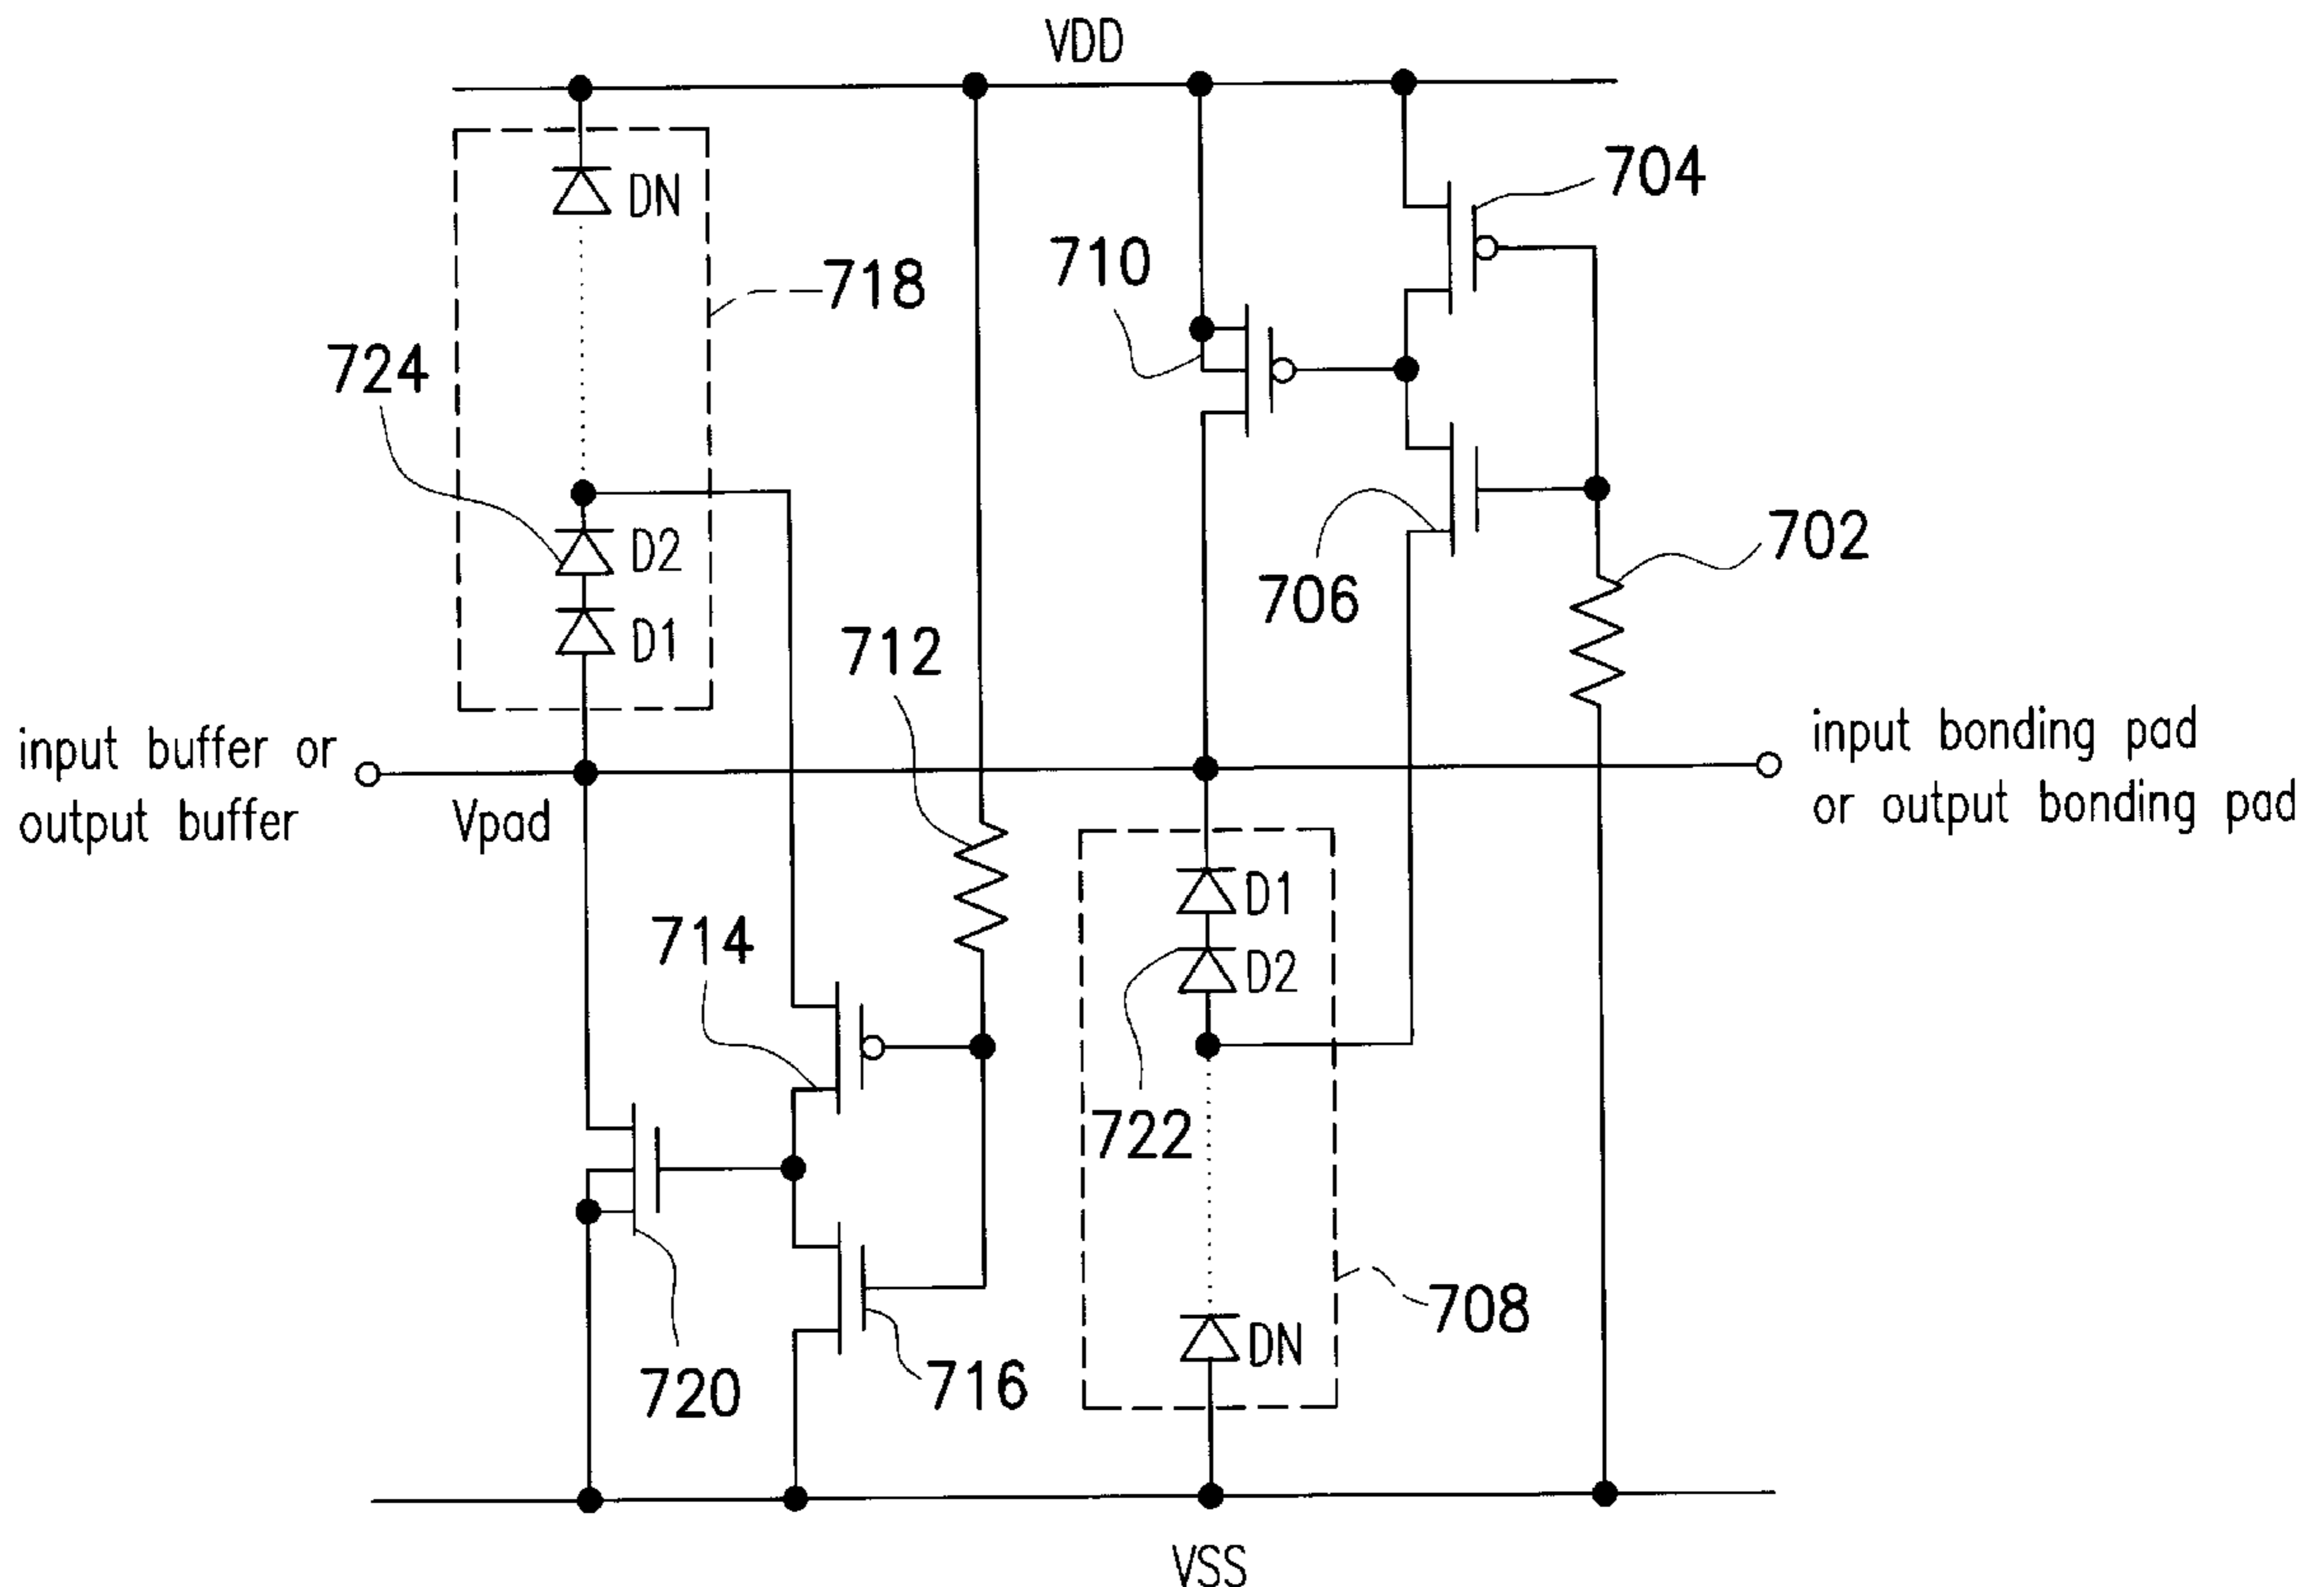 VDD
704
DN
710
718
724
702
D2
706
D1
712
input buffer or
output buffer
Vpad
input bonding pad
or output bonding pad
D1
714
D2
722
708
DN
720
716
VSS